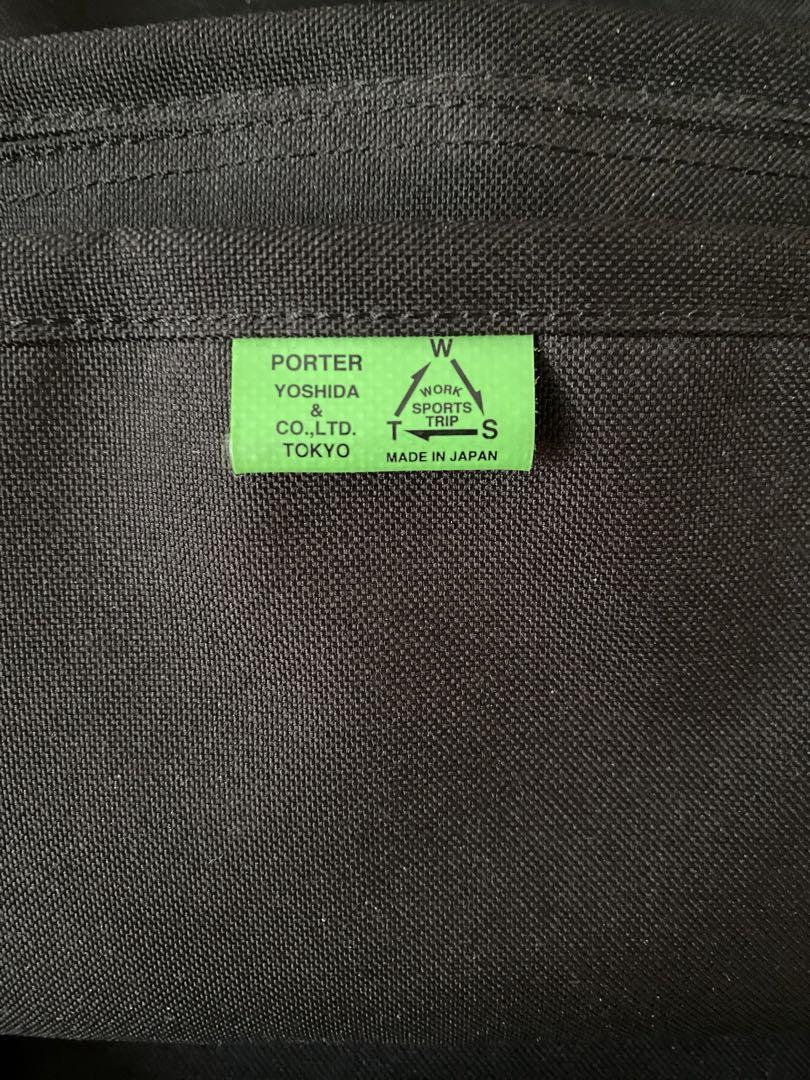 PORTER
YOSHIDA
&
CO.,LTD.
TOKYO
W
WORK
SPORTS
TRIP
T S
MADE IN JAPAN